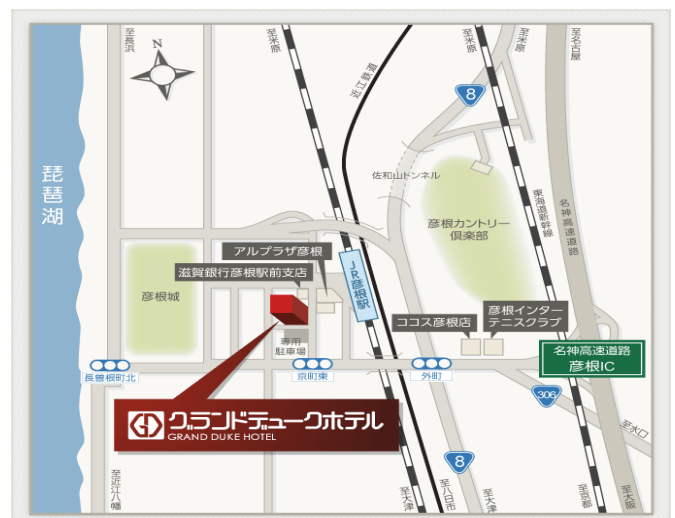 至長浜
N
至米原
近江鉄道
至米原
至米原
至名古屋
8
琵琶湖
佐和山トンネル
彦根カントリー
倶楽部
東海道新幹線
名神高速道路
アルプラザ彦根
滋賀銀行彦根駅前支店
JR彦根駅
彦根城
ココス彦根店
彦根インター
テニスクラブ
専用
駐車場
名神高速道路
彦根IC
長曽根町北
京町東
外町
306
GD グランドデュークホテル
GRAND DUKE HOTEL
至水口
8
至近江八幡
至大津
至八日市
至大津
至京都
至大阪